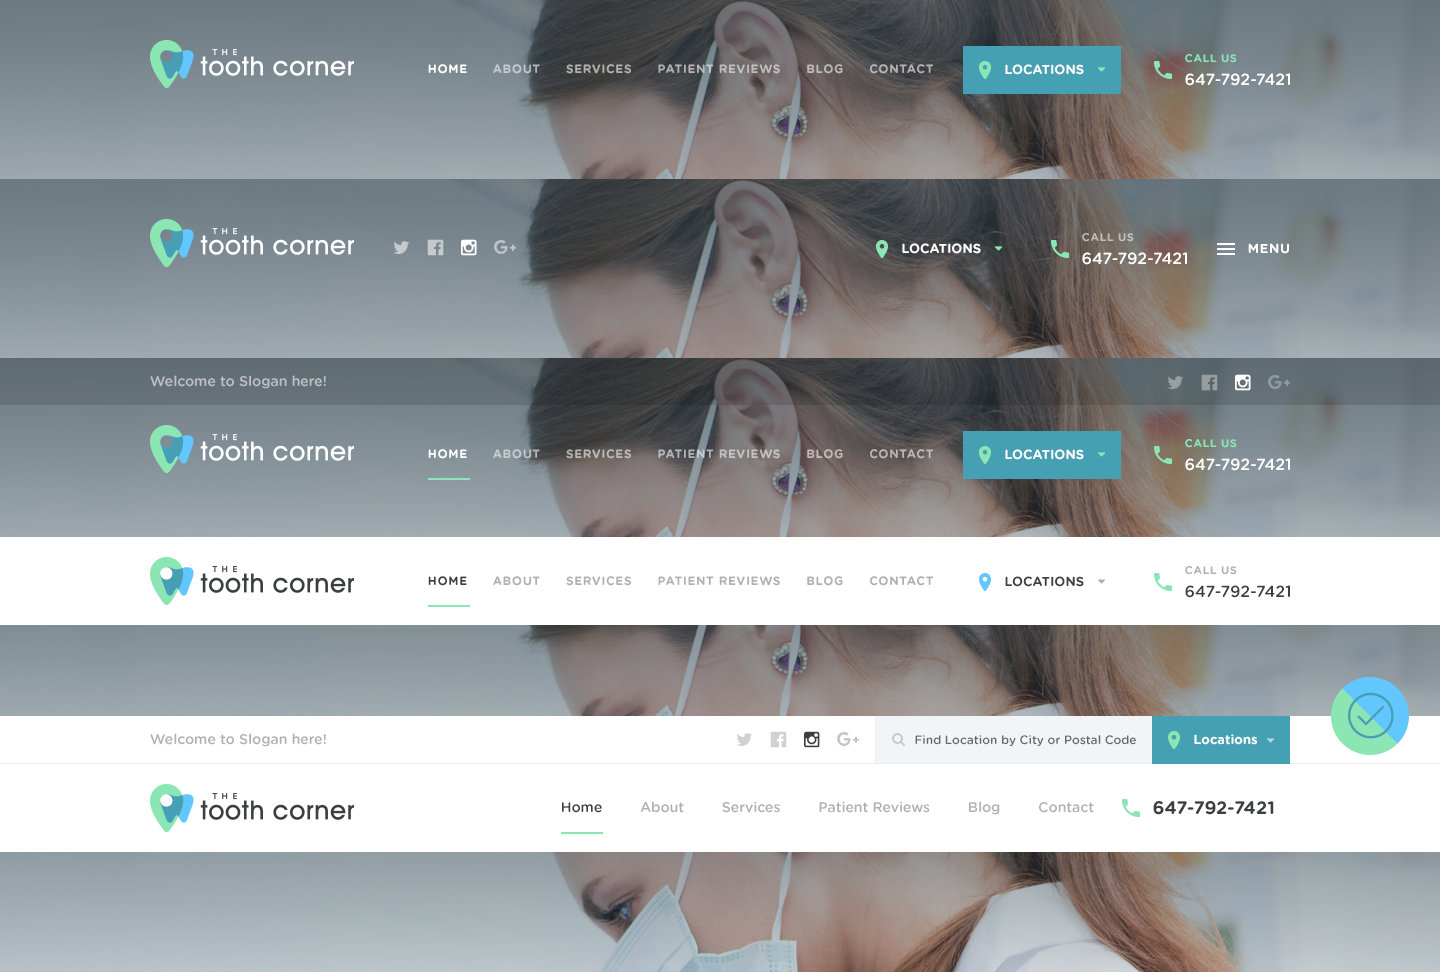 THE
tooth corner
HOME ABOUT SERVICES PATIENT REVIEWS BLOG CONTACT
LOCATIONS
CALL US
647-792-7421
THE
tooth corner
G+
LOCATIONS
CALL US
647-792-7421
MENU
Welcome to Slogan here!
G+
THE
tooth corner
HOME ABOUT SERVICES PATIENT REVIEWS BLOG CONTACT
LOCATIONS
CALL US
647-792-7421
THE
tooth corner
HOME ABOUT SERVICES PATIENT REVIEWS BLOG CONTACT
LOCATIONS
CALL US
647-792-7421
Welcome to Slogan here!
G+
Find Location by City or Postal Code
Locations
THE
tooth corner
Home About Services Patient Reviews Blog Contact
647-792-7421